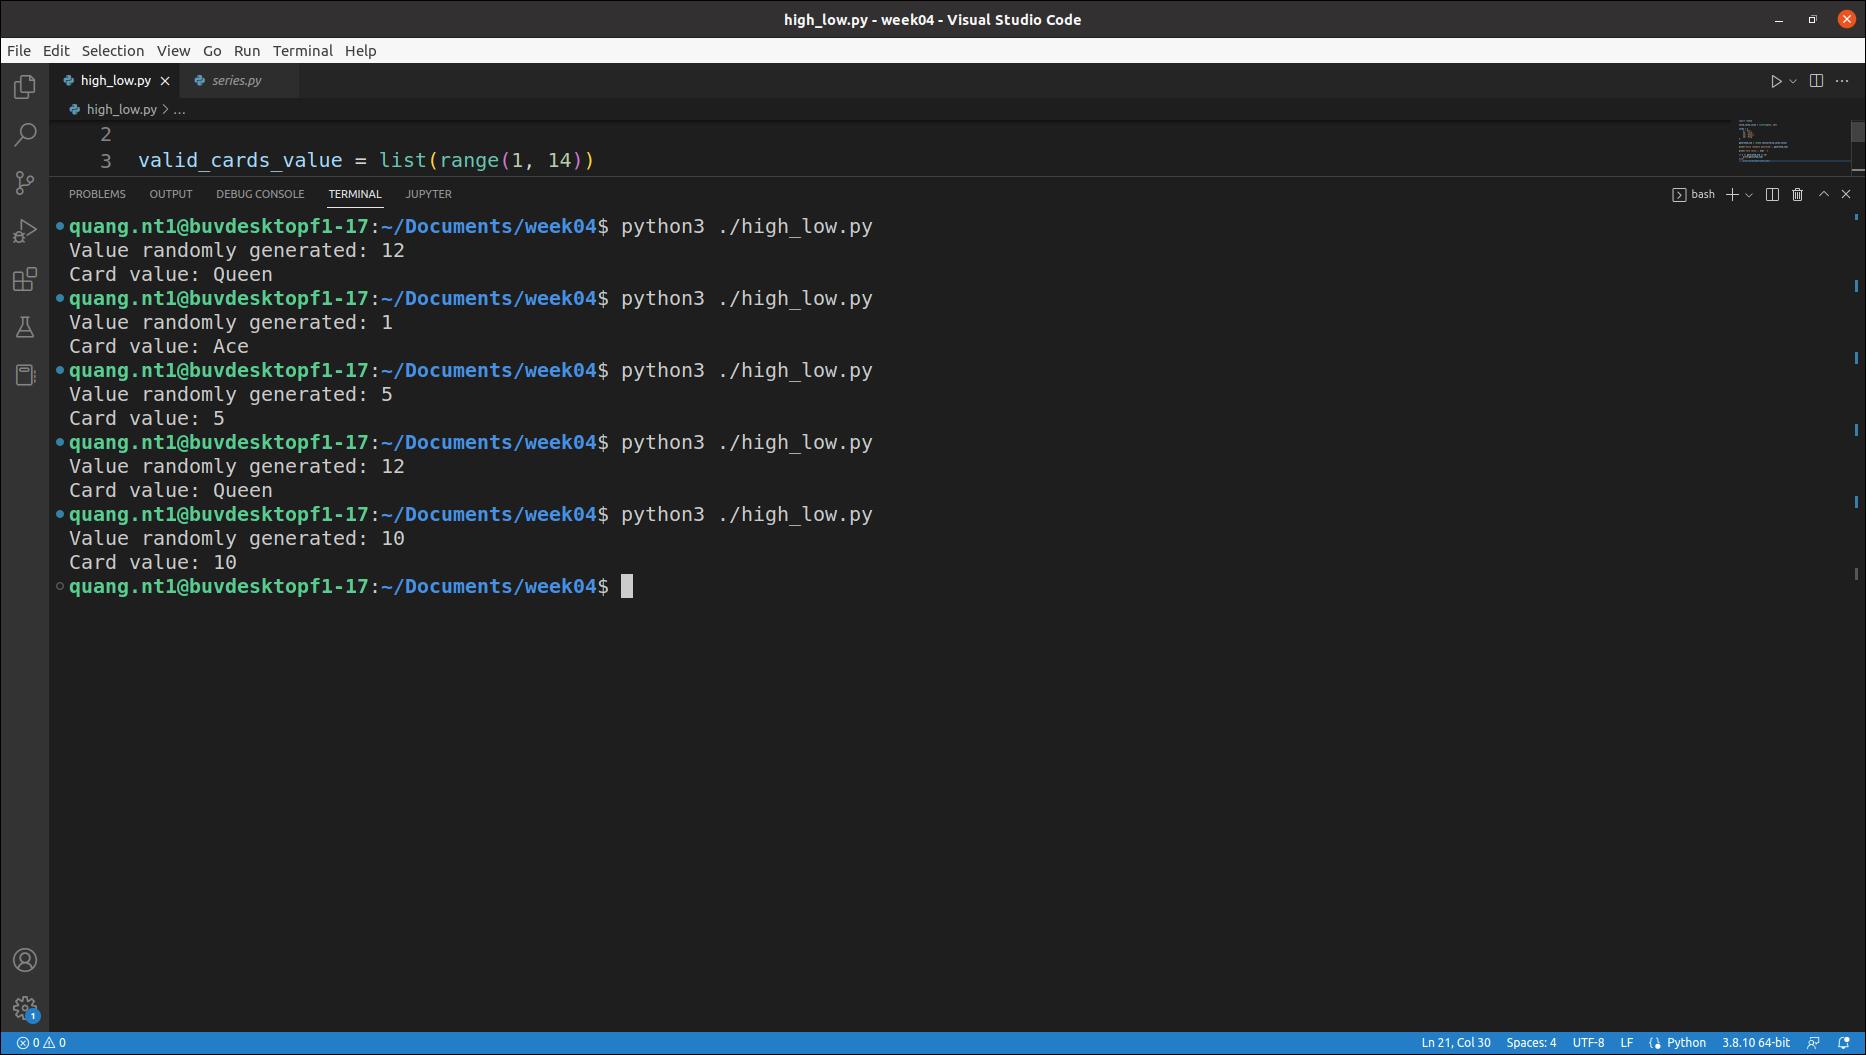 high_low.py - week04 - Visual Studio Code
File Edit Selection View Go Run Terminal Help
high_low.py series.py
high_low.py > ...
2
3 valid_cards_value = list(range(1, 14))
PROBLEMS OUTPUT DEBUG CONSOLE TERMINAL JUPYTER bash
quang.nt1@buvdesktopf1-17:~/Documents/week04$ python3 ./high_low.py
Value randomly generated: 12
Card value: Queen
quang.nt1@buvdesktopf1-17:~/Documents/week04$ python3 ./high_low.py
Value randomly generated: 1
Card value: Ace
quang.nt1@buvdesktopf1-17:~/Documents/week04$ python3 ./high_low.py
Value randomly generated: 5
Card value: 5
quang.nt1@buvdesktopf1-17:~/Documents/week04$ python3 ./high_low.py
Value randomly generated: 12
Card value: Queen
quang.nt1@buvdesktopf1-17:~/Documents/week04$ python3 ./high_low.py
Value randomly generated: 10
Card value: 10
quang.nt1@buvdesktopf1-17:~/Documents/week04$
1
0 0 Ln 21, Col 30 Spaces: 4 UTF-8 LF Python 3.8.10 64-bit